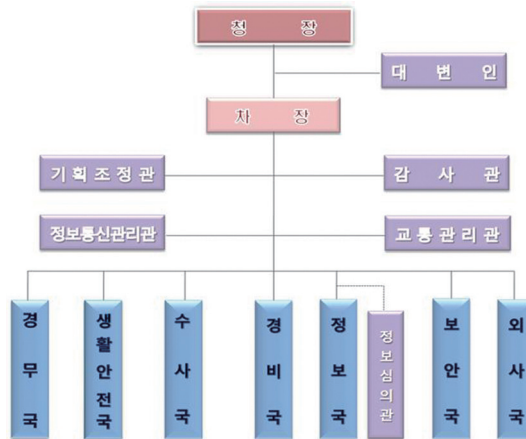 청 장
대 변 인
차 장
기 획 조 정 관
감 사 관
정보통신관리관
교 통 관 리 관
경 무 국
생 활 안 전 국
수 사 국
경 비 국
정 보 국
정 보 심 의 관
보 안 국
외 사 국